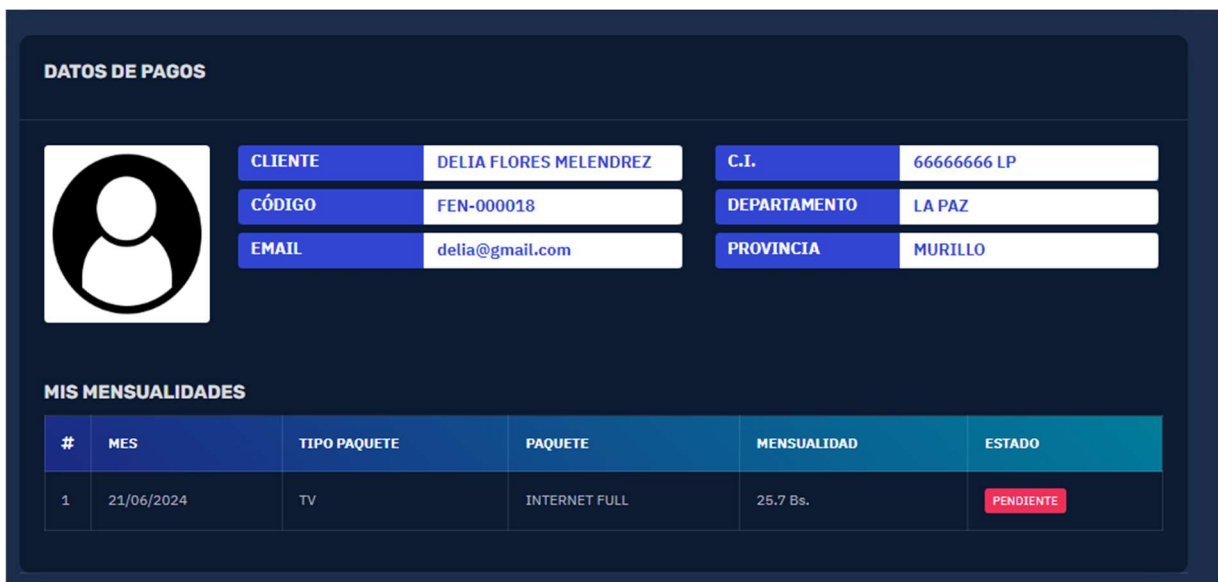 DATOS DE PAGOS
CLIENTE DELIA FLORES MELENDREZ C.I. 66666666 LP
CÓDIGO FEN-000018 DEPARTAMENTO LA PAZ
EMAIL delia@gmail.com PROVINCIA MURILLO
MIS MENSUALIDADES
# MES TIPO PAQUETE PAQUETE MENSUALIDAD ESTADO
1 21/06/2024 TV INTERNET FULL 25.7 Bs. PENDIENTE